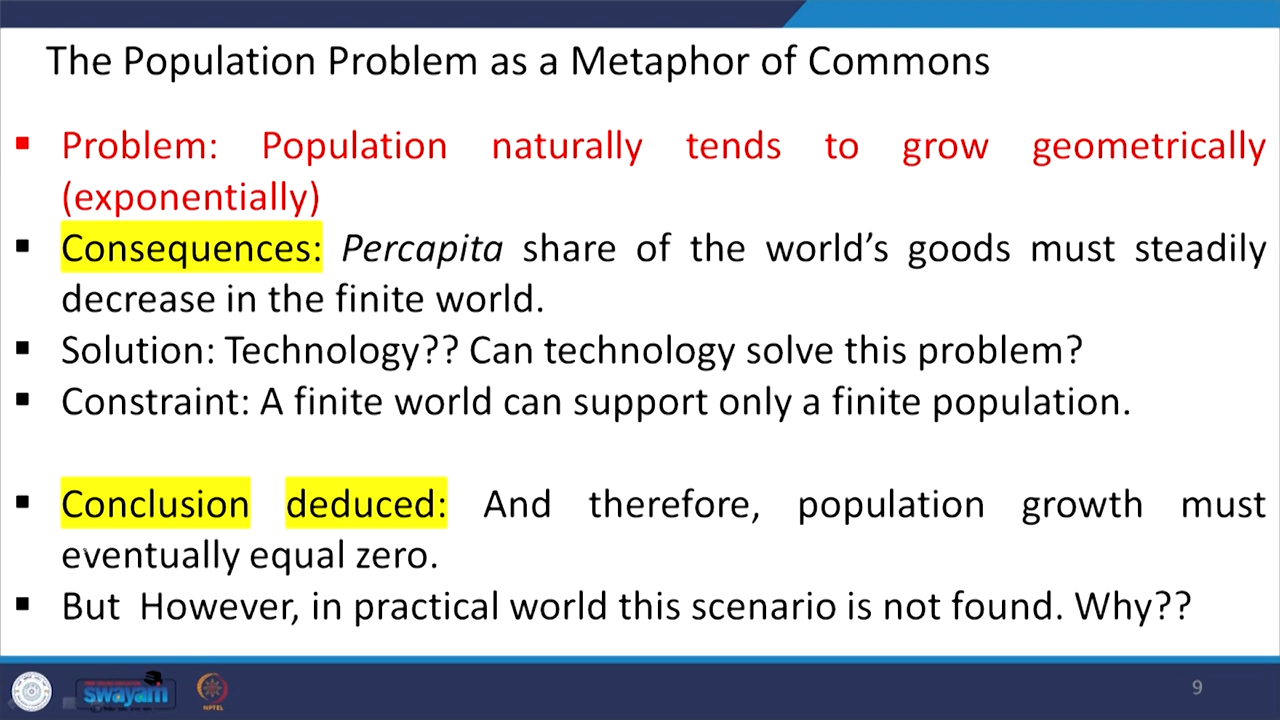 The Population Problem as a Metaphor of Commons
Problem: Population naturally tends to grow geometrically
(exponentially)
Consequences: Percapita share of the world’s goods must steadily
decrease in the finite world.
Solution: Technology?? Can technology solve this problem?
Constraint: A finite world can support only a finite population.
Conclusion deduced: And therefore, population growth must
eventually equal zero.
But However, in practical world this scenario is not found. Why??
swayam
NPTEL
9